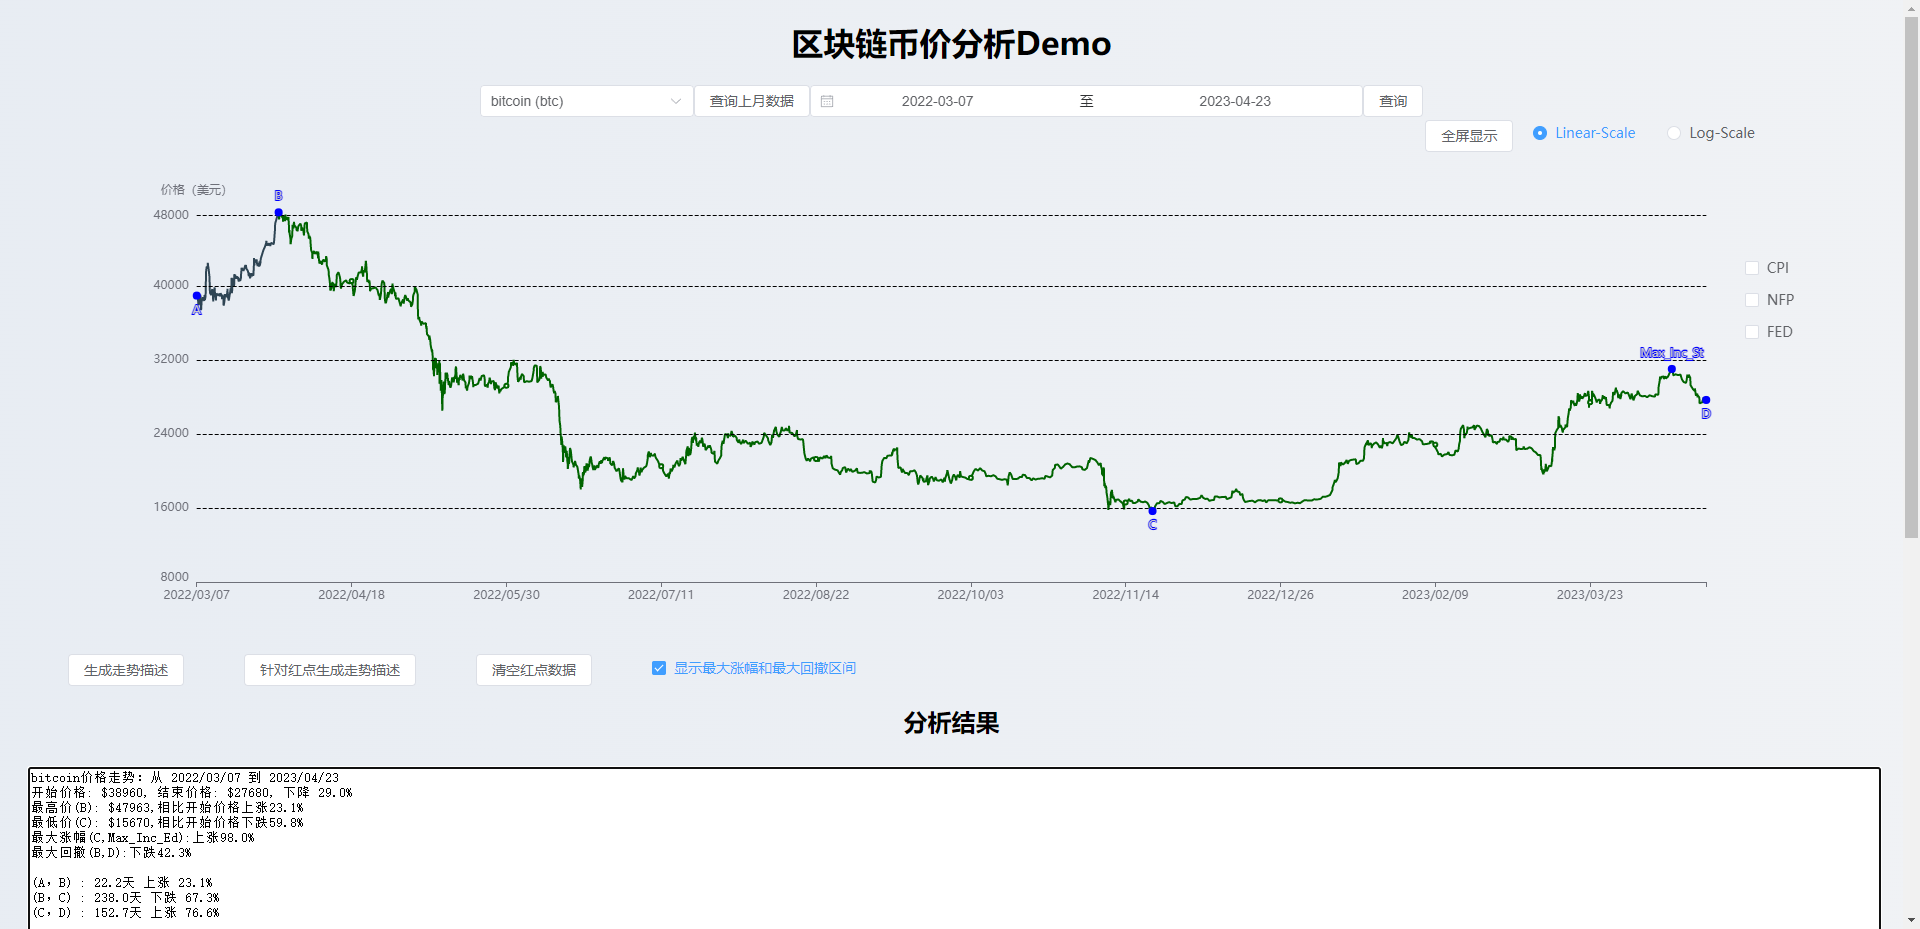 区块链币价分析Demo
bitcoin (btc) 查询上月数据 2022-03-07 至 2023-04-23 查询
全屏显示 Linear-Scale Log-Scale
价格（美元）
B
48000
40000
A
32000
24000
16000
8000
Max_Inc_St
D
C
CPI
NFP
FED
2022/03/07 2022/04/18 2022/05/30 2022/07/11 2022/08/22 2022/10/03 2022/11/14 2022/12/26 2023/02/09 2023/03/23
生成走势描述 针对红点生成走势描述 清空红点数据 显示最大涨幅和最大回撤区间
分析结果
bitcoin价格走势: 从 2022/03/07 到 2023/04/23
开始价格: $38960, 结束价格: $27680, 下降 29.0%
最高价(B): $47963,相比开始价格上涨23.1%
最低价(C): $15670,相比开始价格下跌59.8%
最大涨幅(C,Max_Inc_Ed):上涨98.0%
最大回撤(B,D):下跌42.3%
(A，B) : 22.2天 上涨 23.1%
(B，C) : 238.0天 下跌 67.3%
(C，D) : 152.7天 上涨 76.6%